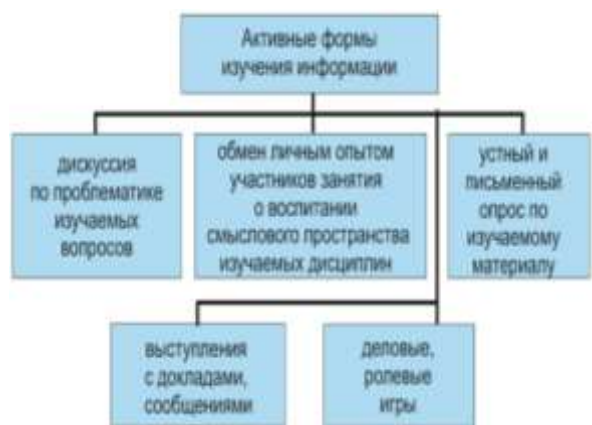 Активные формы
изучения информации
дискуссия
по проблематике
изучаемых
вопросов
обмен личным опытом
участников занятия
о воспитании
смыслового пространства
изучаемых дисциплин
устный и
письменный
опрос по
изучаемому
материалу
выступления
с докладами,
сообщениями
деловые,
ролевые
игры